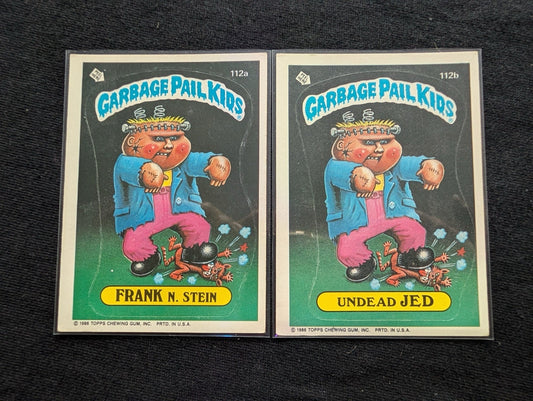 112a
GARBAGE PAIL KIDS
FRANK N. STEIN
© 1986 TOPPS CHEWING GUM, INC. PRTD. IN U.S.A.
112b
GARBAGE PAIL KIDS
UNDEAD JED
© 1986 TOPPS CHEWING GUM, INC. PRTD. IN U.S.A.